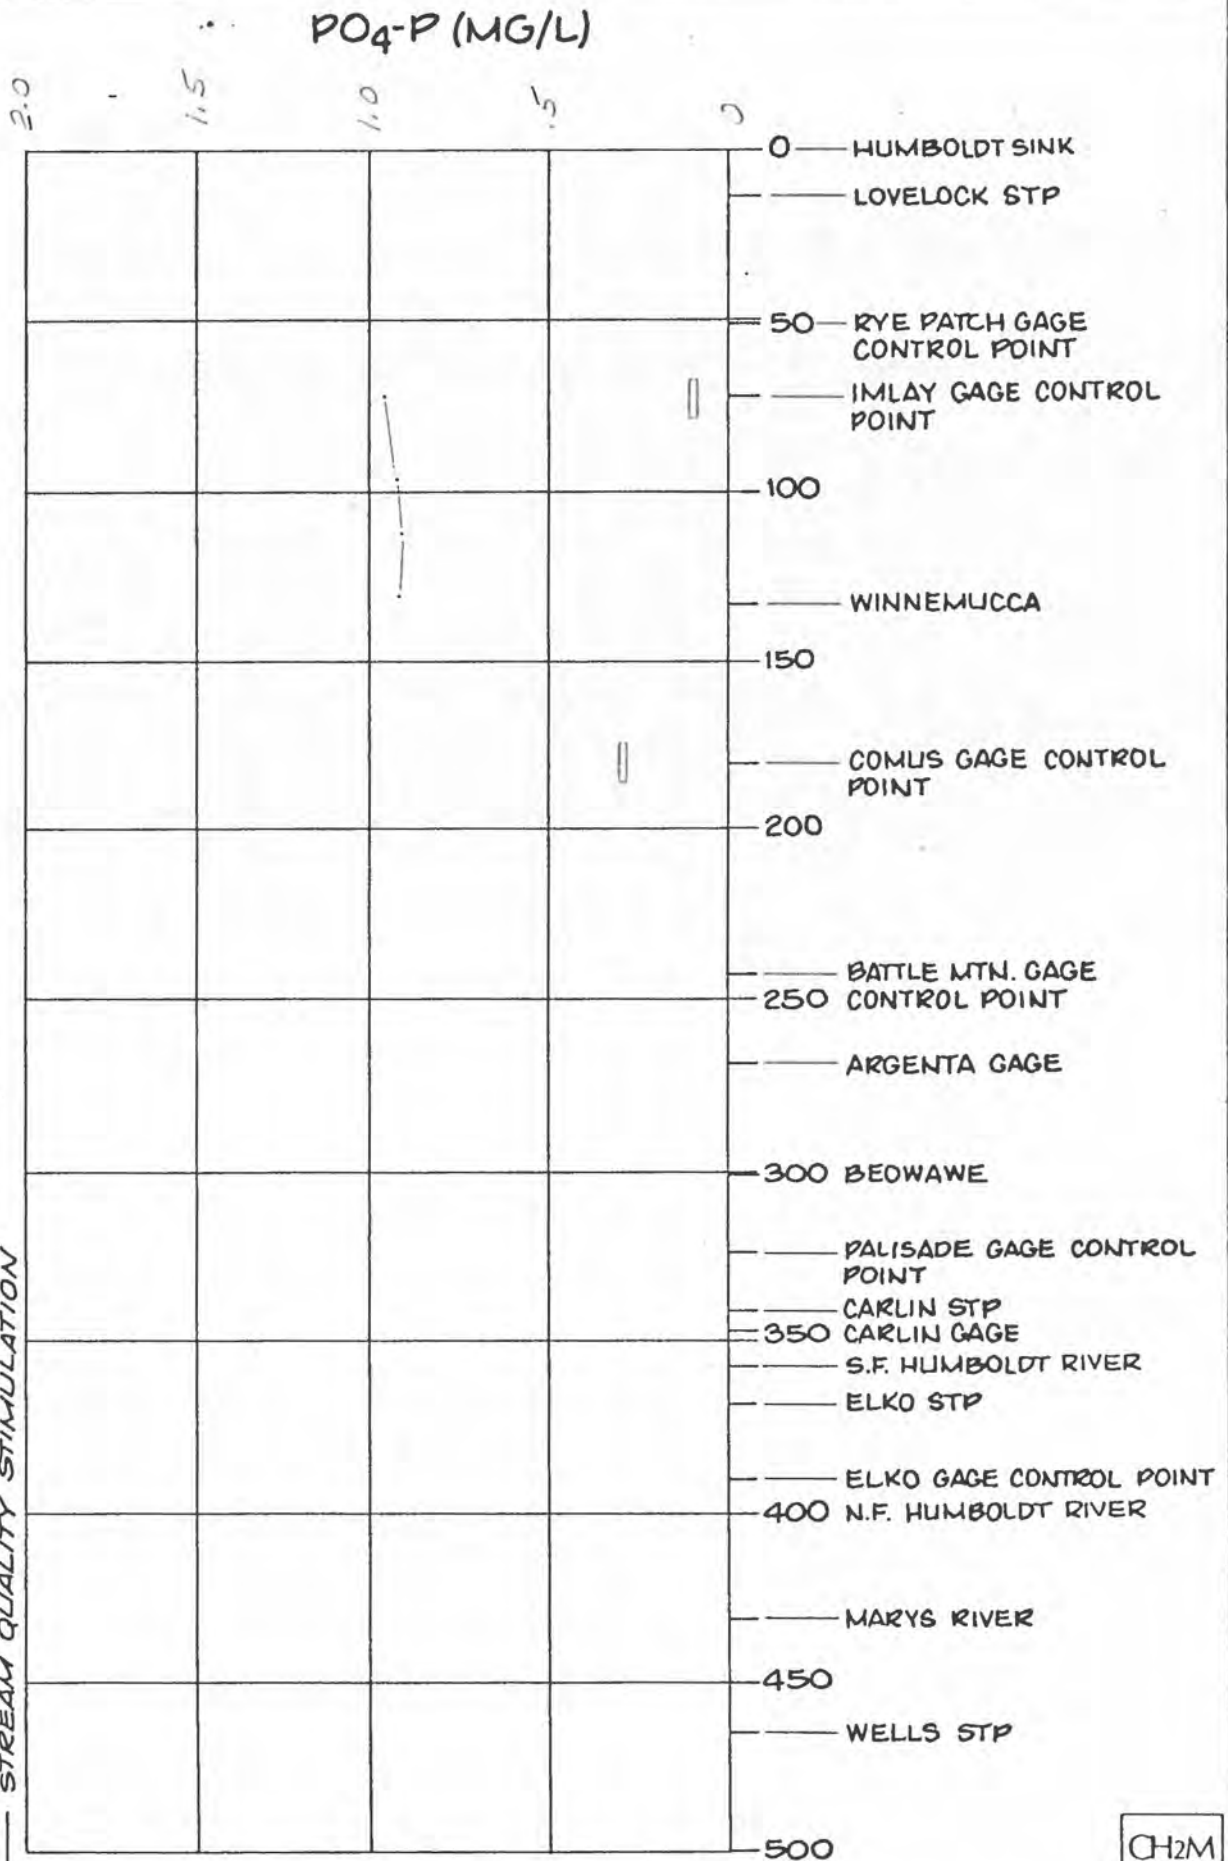 PO4-P (MG/L)
2.0
1.5
1.0
.5
0
0 HUMBOLDT SINK
LOVELOCK STP
50 RYE PATCH GAGE
CONTROL POINT
IMLAY GAGE CONTROL
POINT
100
WINNEMUCCA
150
COMUS GAGE CONTROL
POINT
200
BATTLE MTN. GAGE
250 CONTROL POINT
ARGENTA GAGE
300 BEOWAWE
PALISADE GAGE CONTROL
POINT
CARLIN STP
350 CARLIN GAGE
S.F. HUMBOLDT RIVER
ELKO STP
ELKO GAGE CONTROL POINT
400 N.F. HUMBOLDT RIVER
MARYS RIVER
450
WELLS STP
500
STREAM QUALITY STIMULATION
CH2M